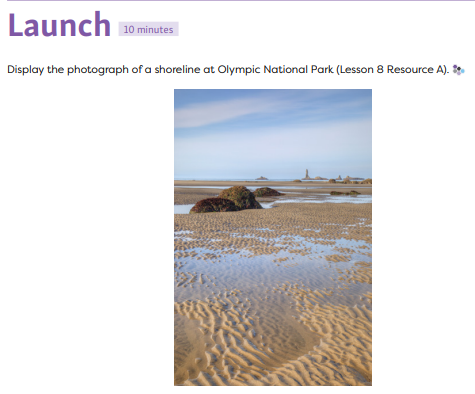 Launch 10 minutes
Display the photograph of a shoreline at Olympic National Park (Lesson 8 Resource A).